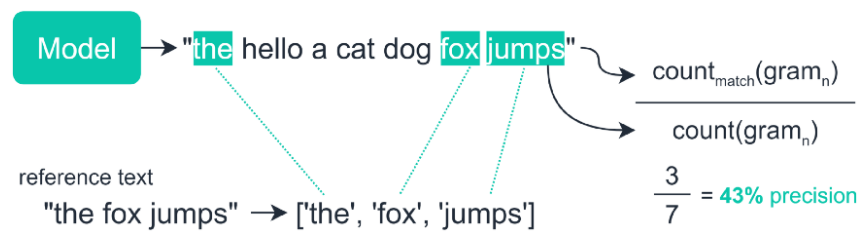 Model
"the hello a cat dog fox jumps"
count_match(gram_n)
count(gram_n)
3
7
= 43% precision
reference text
"the fox jumps"
['the', 'fox', 'jumps']